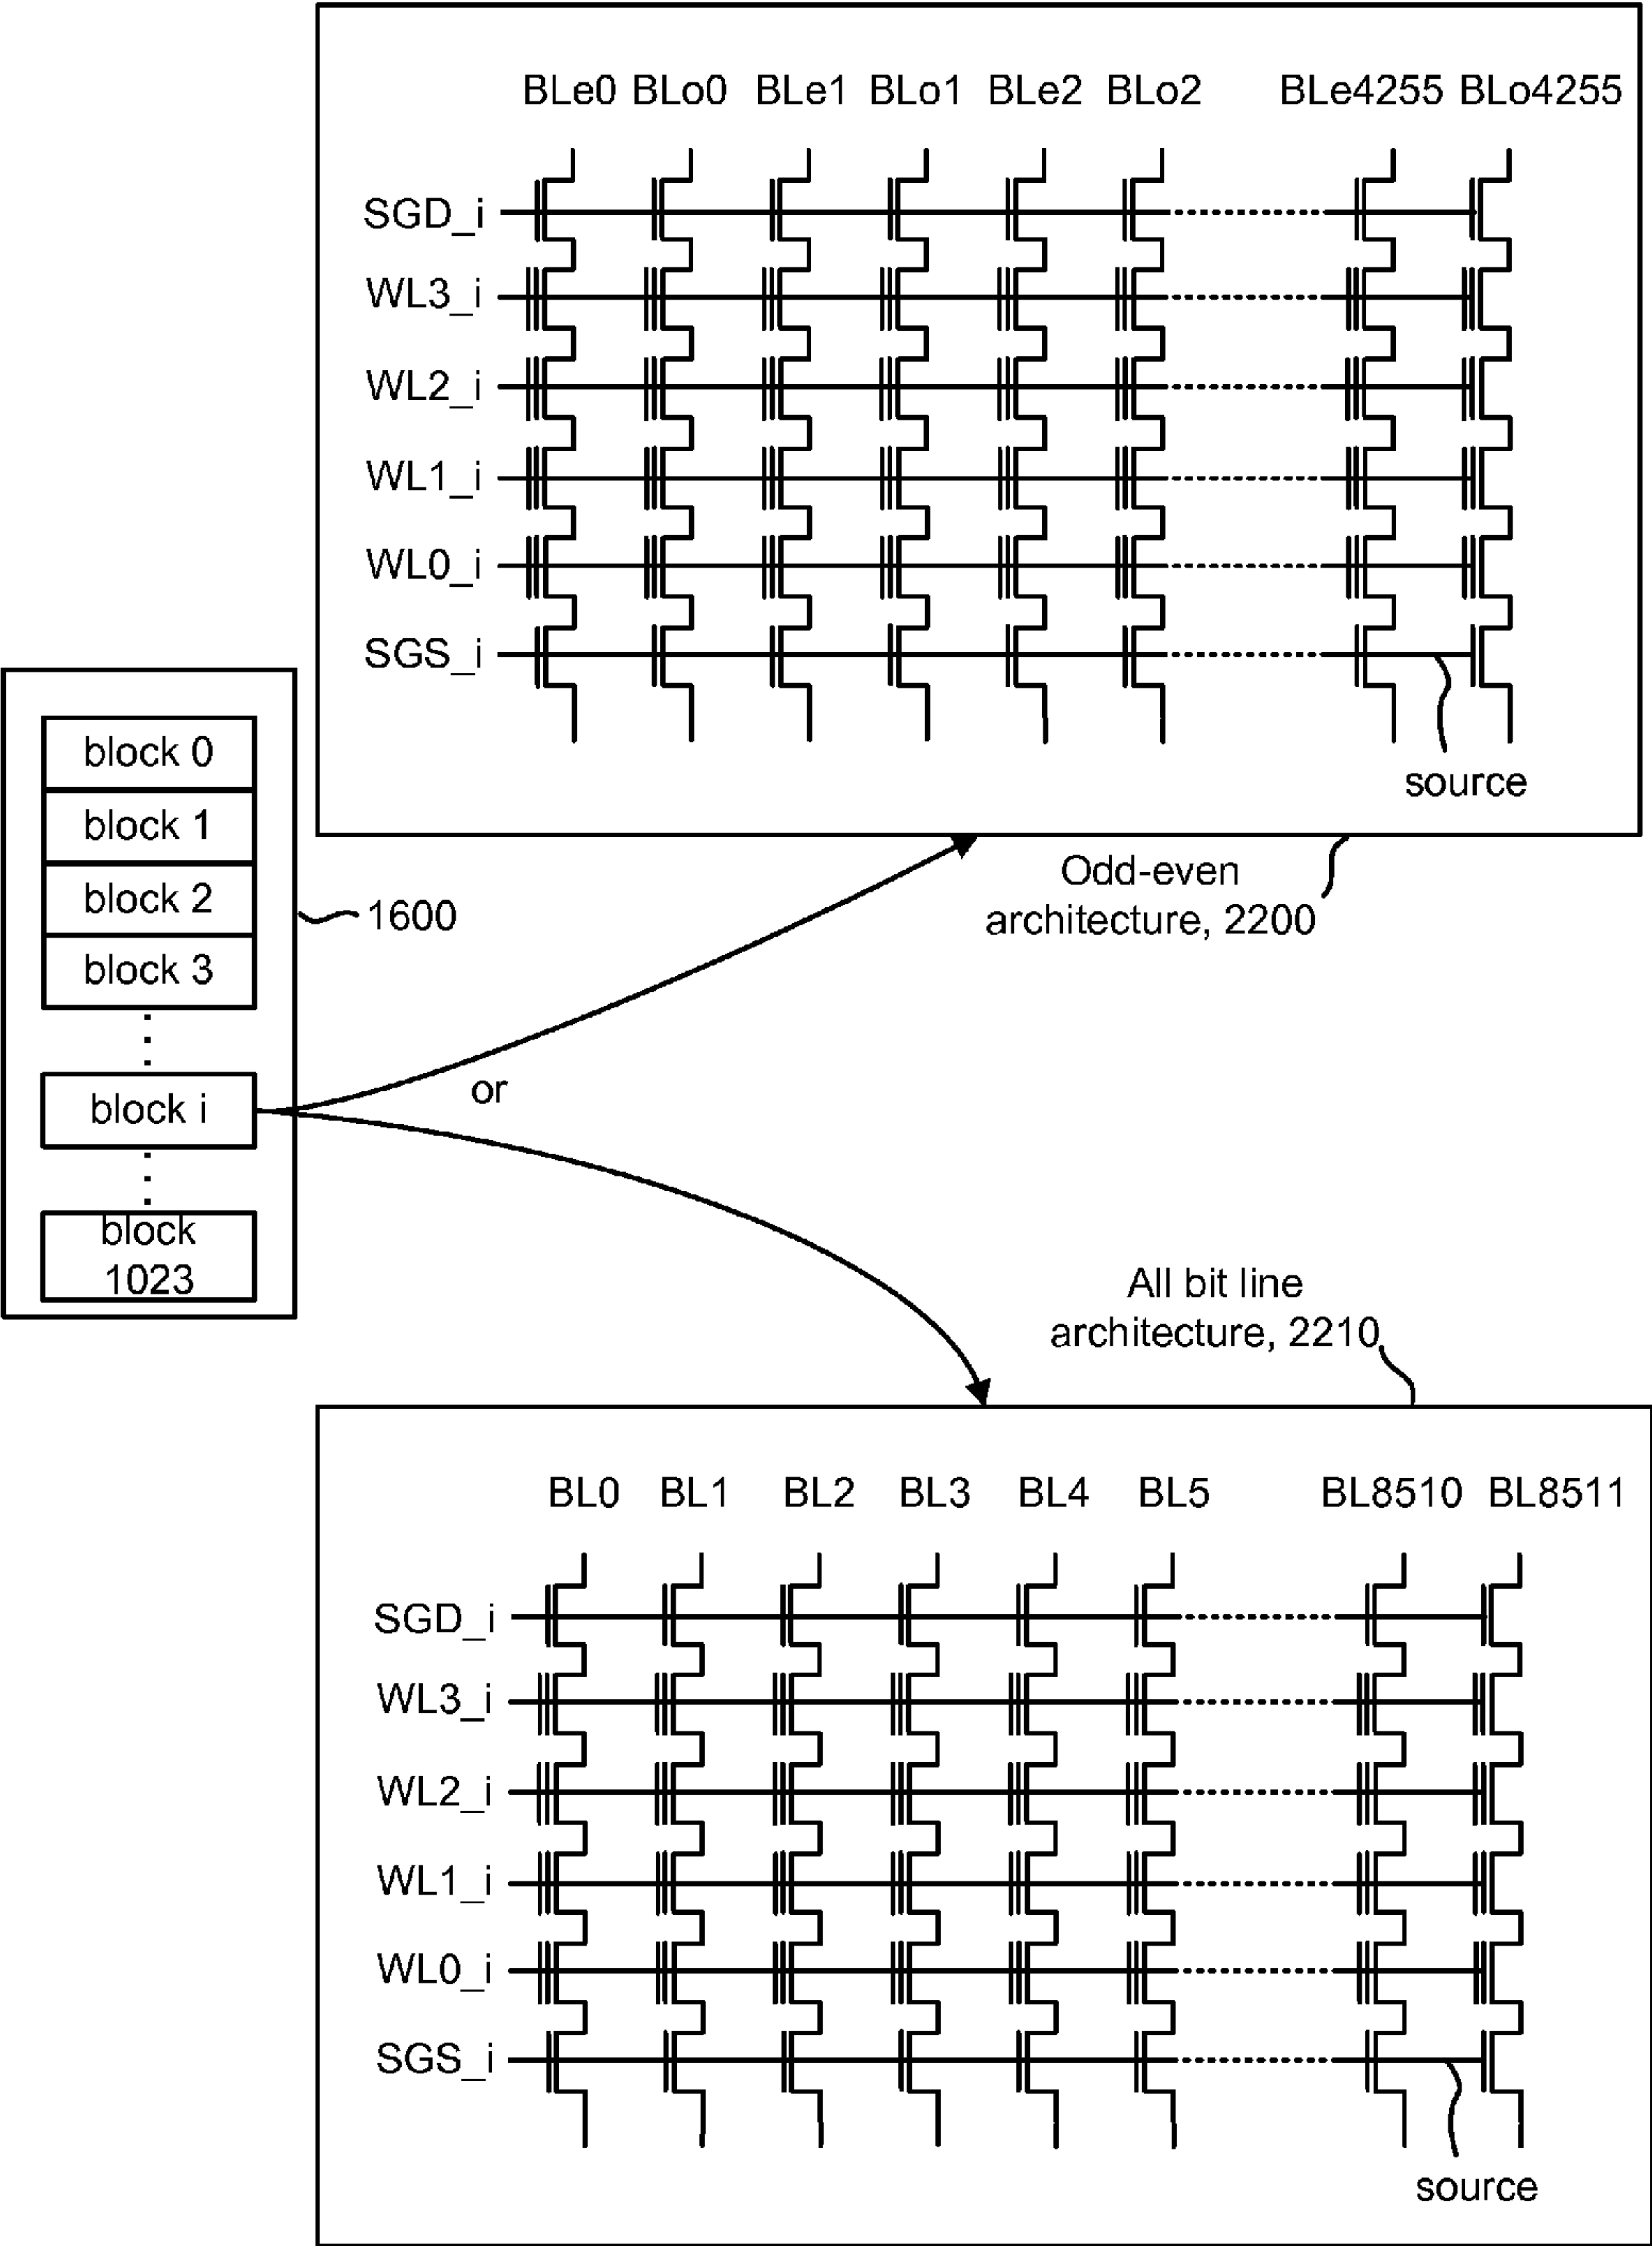 BLe0 BLo0 BLe1 BLo1 BLe2 BLo2 BLe4255 BLo4255
SGD_i
WL3_i
WL2_i
WL1_i
WL0_i
SGS_i
source
Odd-even
architecture, 2200
block 0
block 1
block 2
block 3
1600
block i
or
block
1023
All bit line
architecture, 2210
BL0 BL1 BL2 BL3 BL4 BL5 BL8510 BL8511
SGD_i
WL3_i
WL2_i
WL1_i
WL0_i
SGS_i
source